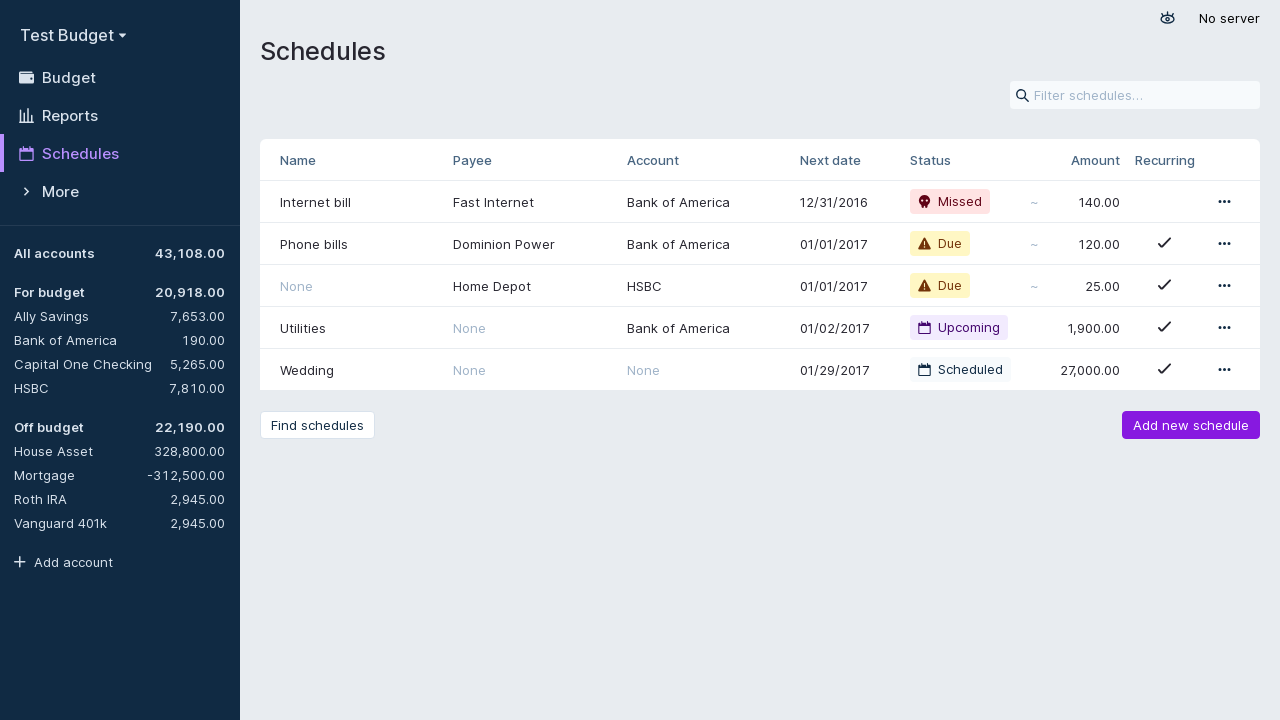 Test Budget
Budget
Reports
Schedules
More
All accounts 43,108.00
For budget 20,918.00
Ally Savings 7,653.00
Bank of America 190.00
Capital One Checking 5,265.00
HSBC 7,810.00
Off budget 22,190.00
House Asset 328,800.00
Mortgage -312,500.00
Roth IRA 2,945.00
Vanguard 401k 2,945.00
Add account
No server
Schedules
Filter schedules…
Name Payee Account Next date Status Amount Recurring
Internet bill Fast Internet Bank of America 12/31/2016 Missed ~ 140.00
Phone bills Dominion Power Bank of America 01/01/2017 Due ~ 120.00
None Home Depot HSBC 01/01/2017 Due ~ 25.00
Utilities None Bank of America 01/02/2017 Upcoming 1,900.00
Wedding None None 01/29/2017 Scheduled 27,000.00
Find schedules
Add new schedule